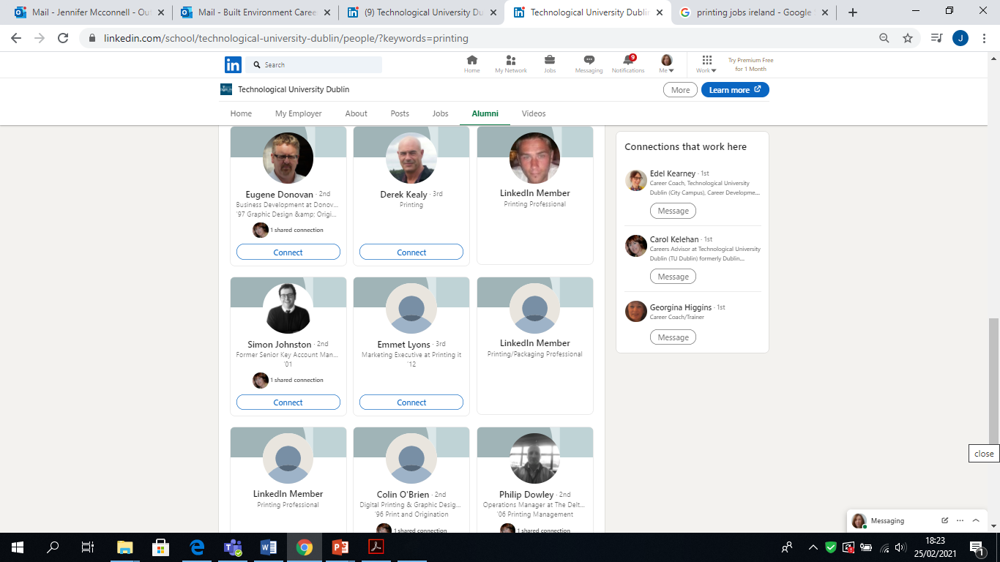 Mail - Jennifer Mcconnell - Ou
Mail - Built Environment Caree
(9) Technological University Du
Technological University Dublin
printing jobs ireland - Google
linkedin.com/school/technological-university-dublin/people/?keywords=printing
J
in
Search
Home
My Network
Jobs
Messaging
9
Notifications
Me
Work
Try Premium Free
for 1 Month
Technological University Dublin
More
Learn more
Home
My Employer
About
Posts
Jobs
Alumni
Videos
Eugene Donovan · 2nd
Business Development at Donov...
'97 Graphic Design &amp; Origi...
1 shared connection
Connect
Derek Kealy · 3rd
Printing
Connect
LinkedIn Member
Printing Professional
Simon Johnston · 2nd
Former Senior Key Account Man...
'01
1 shared connection
Connect
Emmet Lyons · 3rd
Marketing Executive at Printing it
'12
Connect
LinkedIn Member
Printing/Packaging Professional
LinkedIn Member
Printing Professional
Colin O'Brien · 2nd
Digital Printing & Graphic Desig...
'96 Print and Origination
1 shared connection
Philip Dowley · 2nd
Operations Manager at The Delt...
'06 Printing Management
1 shared connection
Connections that work here
Edel Kearney · 1st
Career Coach, Technological University
Dublin (City Campus), Career Developme...
Message
Carol Kelehan · 1st
Careers Advisor at Technological University
Dublin (TU Dublin) formerly Dublin...
Message
Georgina Higgins · 1st
Career Coach/Trainer
Message
close
Messaging
18:23
25/02/2021
1